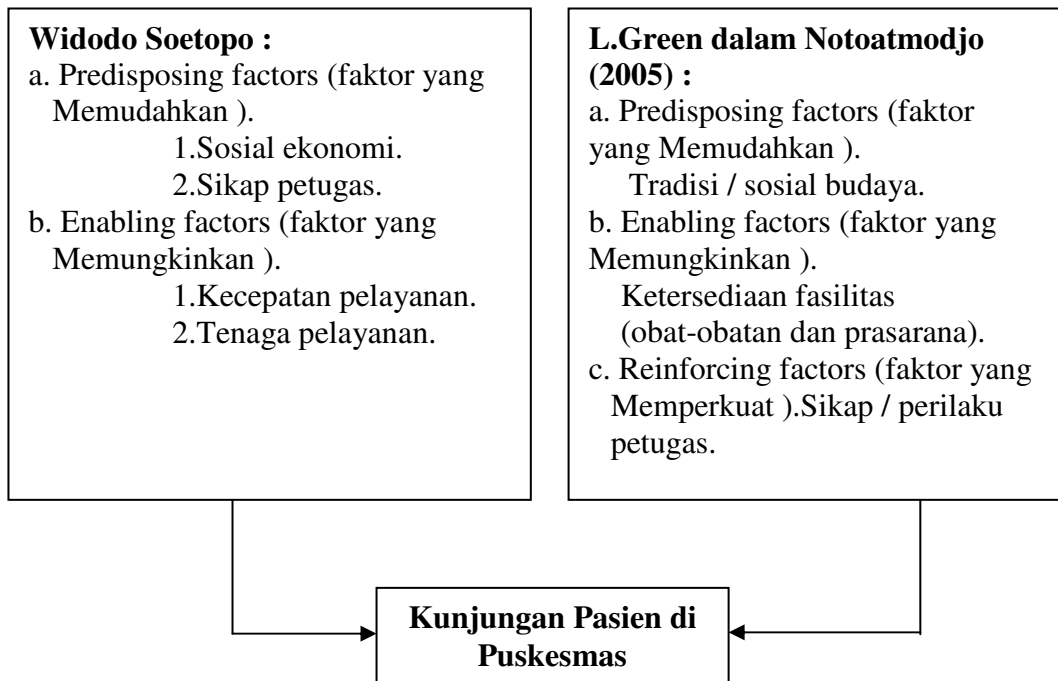 Widodo Soetopo :
a. Predisposing factors (faktor yang
Memudahkan ).
1.Sosial ekonomi.
2.Sikap petugas.
b. Enabling factors (faktor yang
Memungkinkan ).
1.Kecepatan pelayanan.
2.Tenaga pelayanan.
L.Green dalam Notoatmodjo
(2005) :
a. Predisposing factors (faktor
yang Memudahkan ).
Tradisi / sosial budaya.
b. Enabling factors (faktor yang
Memungkinkan ).
Ketersediaan fasilitas
(obat-obatan dan prasarana).
c. Reinforcing factors (faktor yang
Memperkuat ).Sikap / perilaku
petugas.
Kunjungan Pasien di
Puskesmas